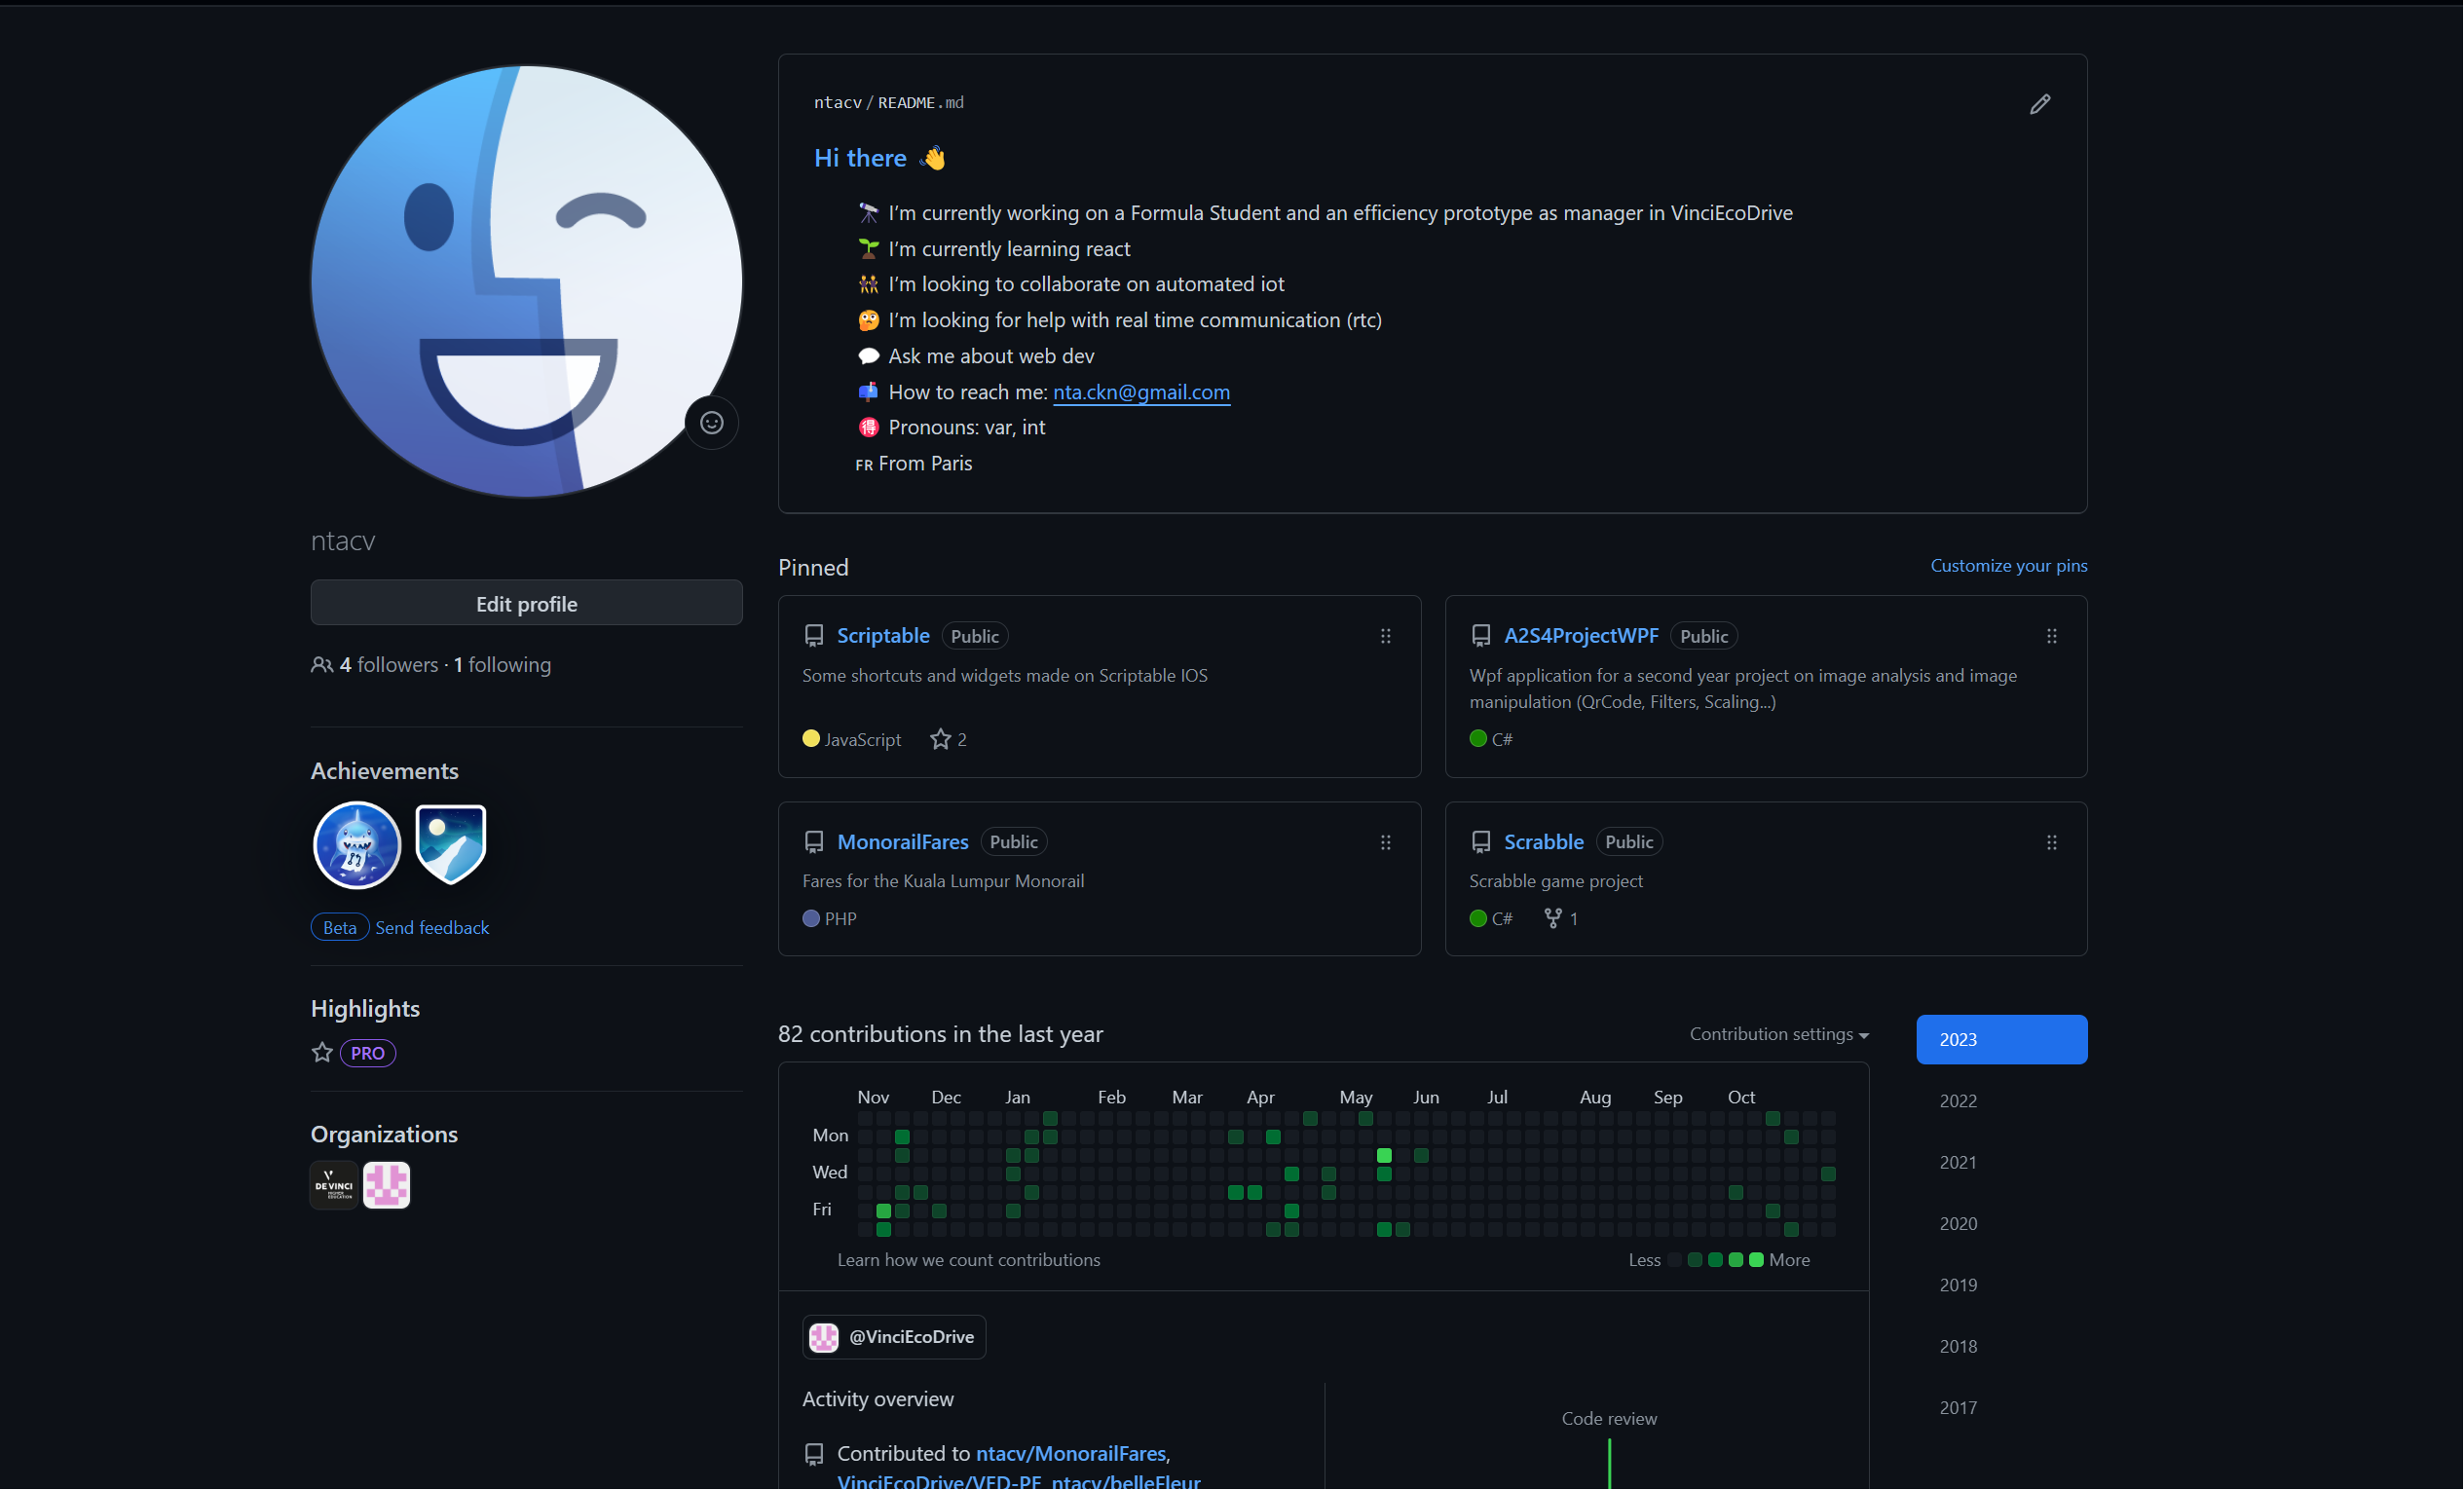 ntacv/README.md
Hi there 👋
🔭 I'm currently working on a Formula Student and an efficiency prototype as manager in VinciEcoDrive
🌱 I'm currently learning react
👯 I'm looking to collaborate on automated iot
🤔 I'm looking for help with real time communication (rtc)
💬 Ask me about web dev
📫 How to reach me: nta.ckn@gmail.com
🉐 Pronouns: var, int
FR From Paris
ntacv
Edit profile
4 followers · 1 following
Achievements
Beta Send feedback
Highlights
PRO
Organizations
DE VINCI
HIGHER
EDUCATION
Pinned
Customize your pins
Scriptable Public
Some shortcuts and widgets made on Scriptable IOS
JavaScript 2
A2S4ProjectWPF Public
Wpf application for a second year project on image analysis and image
manipulation (QrCode, Filters, Scaling...)
C#
MonorailFares Public
Fares for the Kuala Lumpur Monorail
PHP
Scrabble Public
Scrabble game project
C# 1
82 contributions in the last year
Contribution settings
Nov Dec Jan Feb Mar Apr May Jun Jul Aug Sep Oct
Mon
Wed
Fri
Learn how we count contributions
Less More
2023
2022
2021
2020
2019
2018
2017
@VinciEcoDrive
Activity overview
Contributed to ntacv/MonorailFares,
VinciEcoDrive/VED-PF, ntacv/belleFleur
Code review